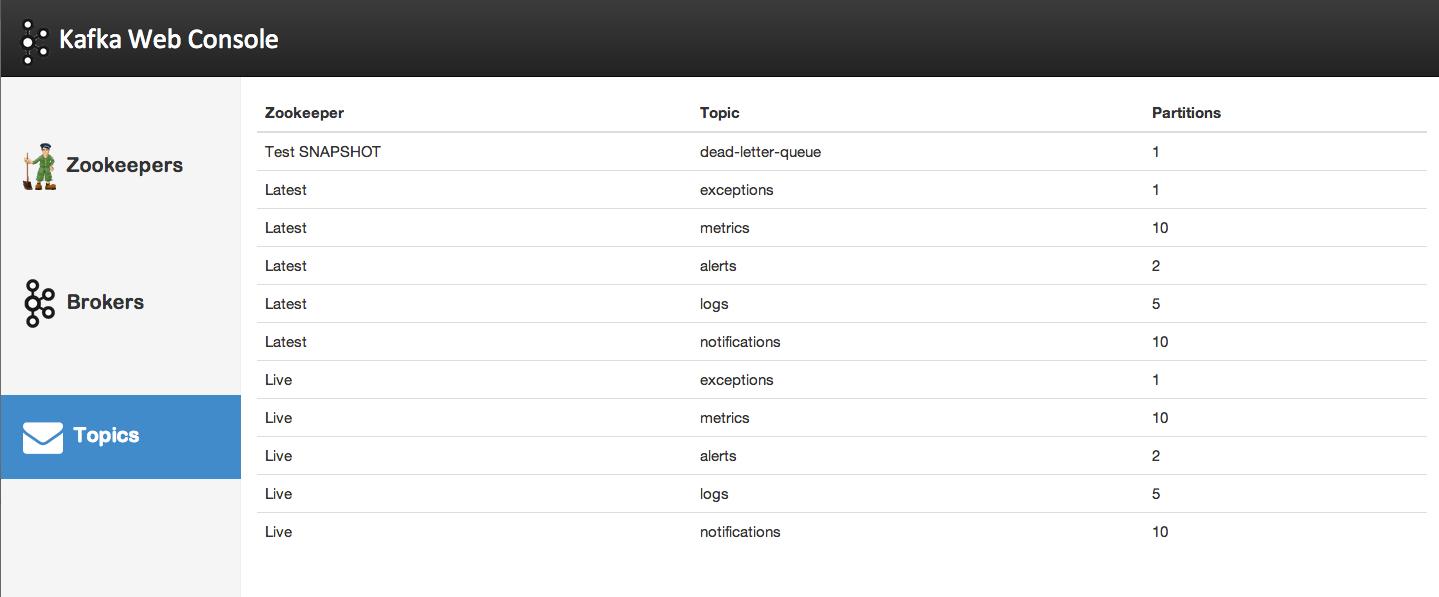 Kafka Web Console
Zookeepers
Brokers
Topics
Zookeeper Topic Partitions
Test SNAPSHOT dead-letter-queue 1
Latest exceptions 1
Latest metrics 10
Latest alerts 2
Latest logs 5
Latest notifications 10
Live exceptions 1
Live metrics 10
Live alerts 2
Live logs 5
Live notifications 10